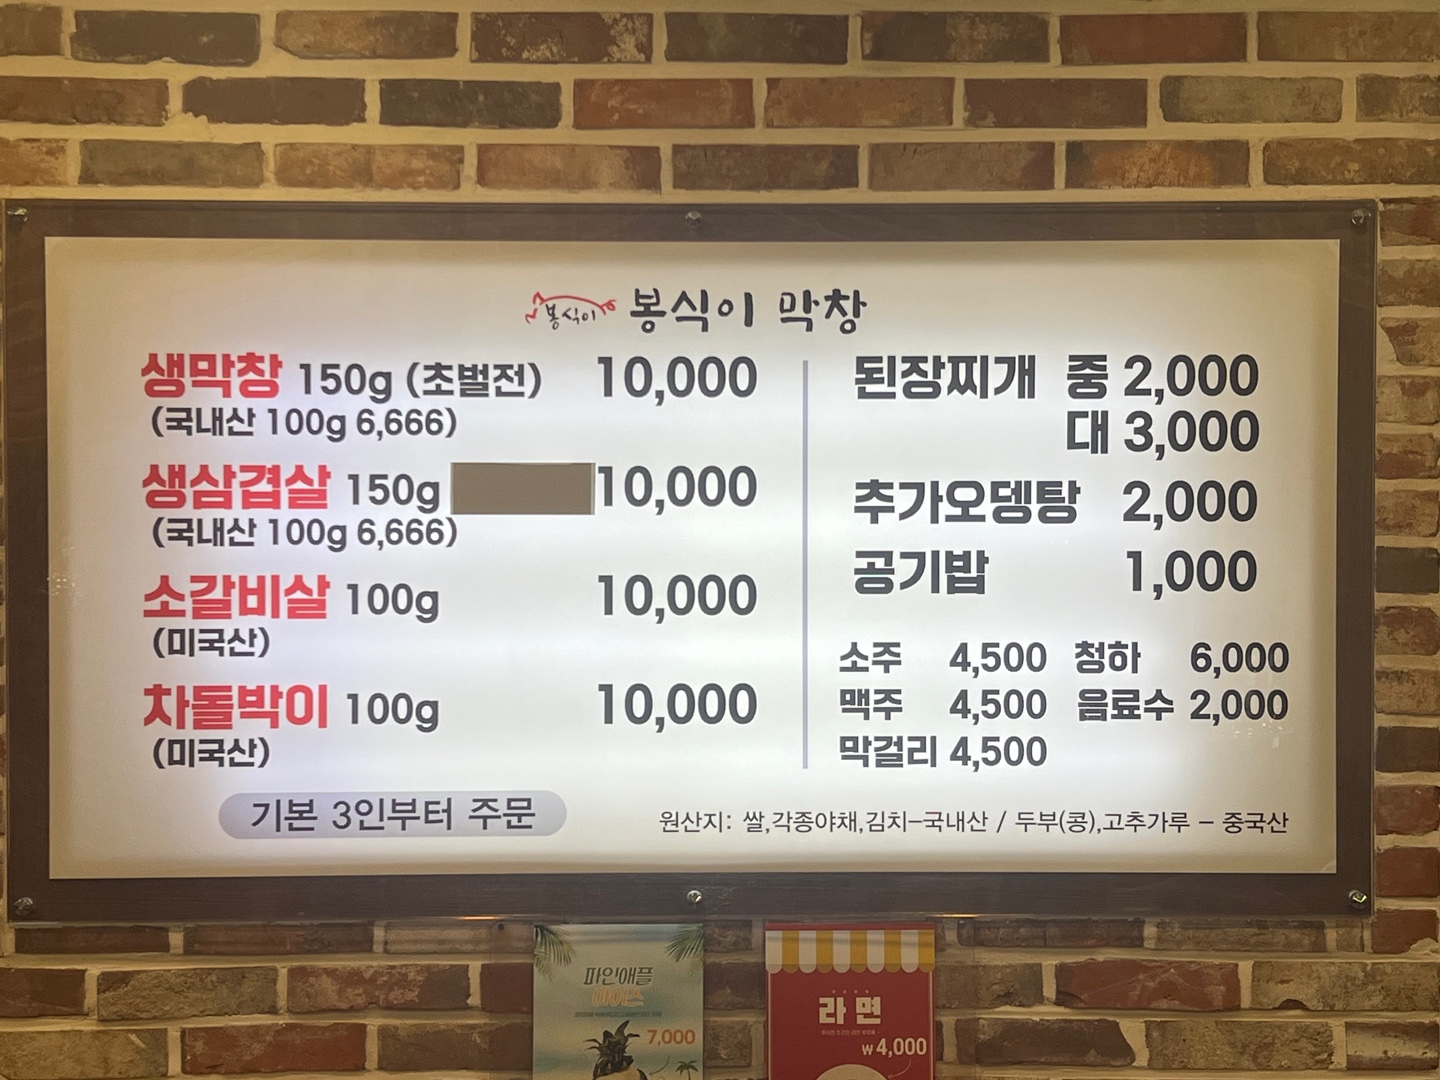 봉식이 봉식이 막창
생막창 150g (초벌전) 10,000
(국내산 100g 6,666)
생삼겹살 150g 10,000
(국내산 100g 6,666)
소갈비살 100g 10,000
(미국산)
차돌박이 100g 10,000
(미국산)
기본 3인부터 주문
된장찌개 중 2,000
대 3,000
추가오뎅탕 2,000
공기밥 1,000
소주 4,500 청하 6,000
맥주 4,500 음료수 2,000
막걸리 4,500
원산지: 쌀,각종야채,김치-국내산 / 두부(콩),고추가루 - 중국산
파인애플
아이스
7,000
라면
₩4,000